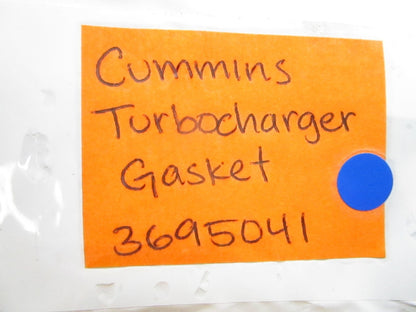 Cummins
Turbocharger
Gasket
3695041